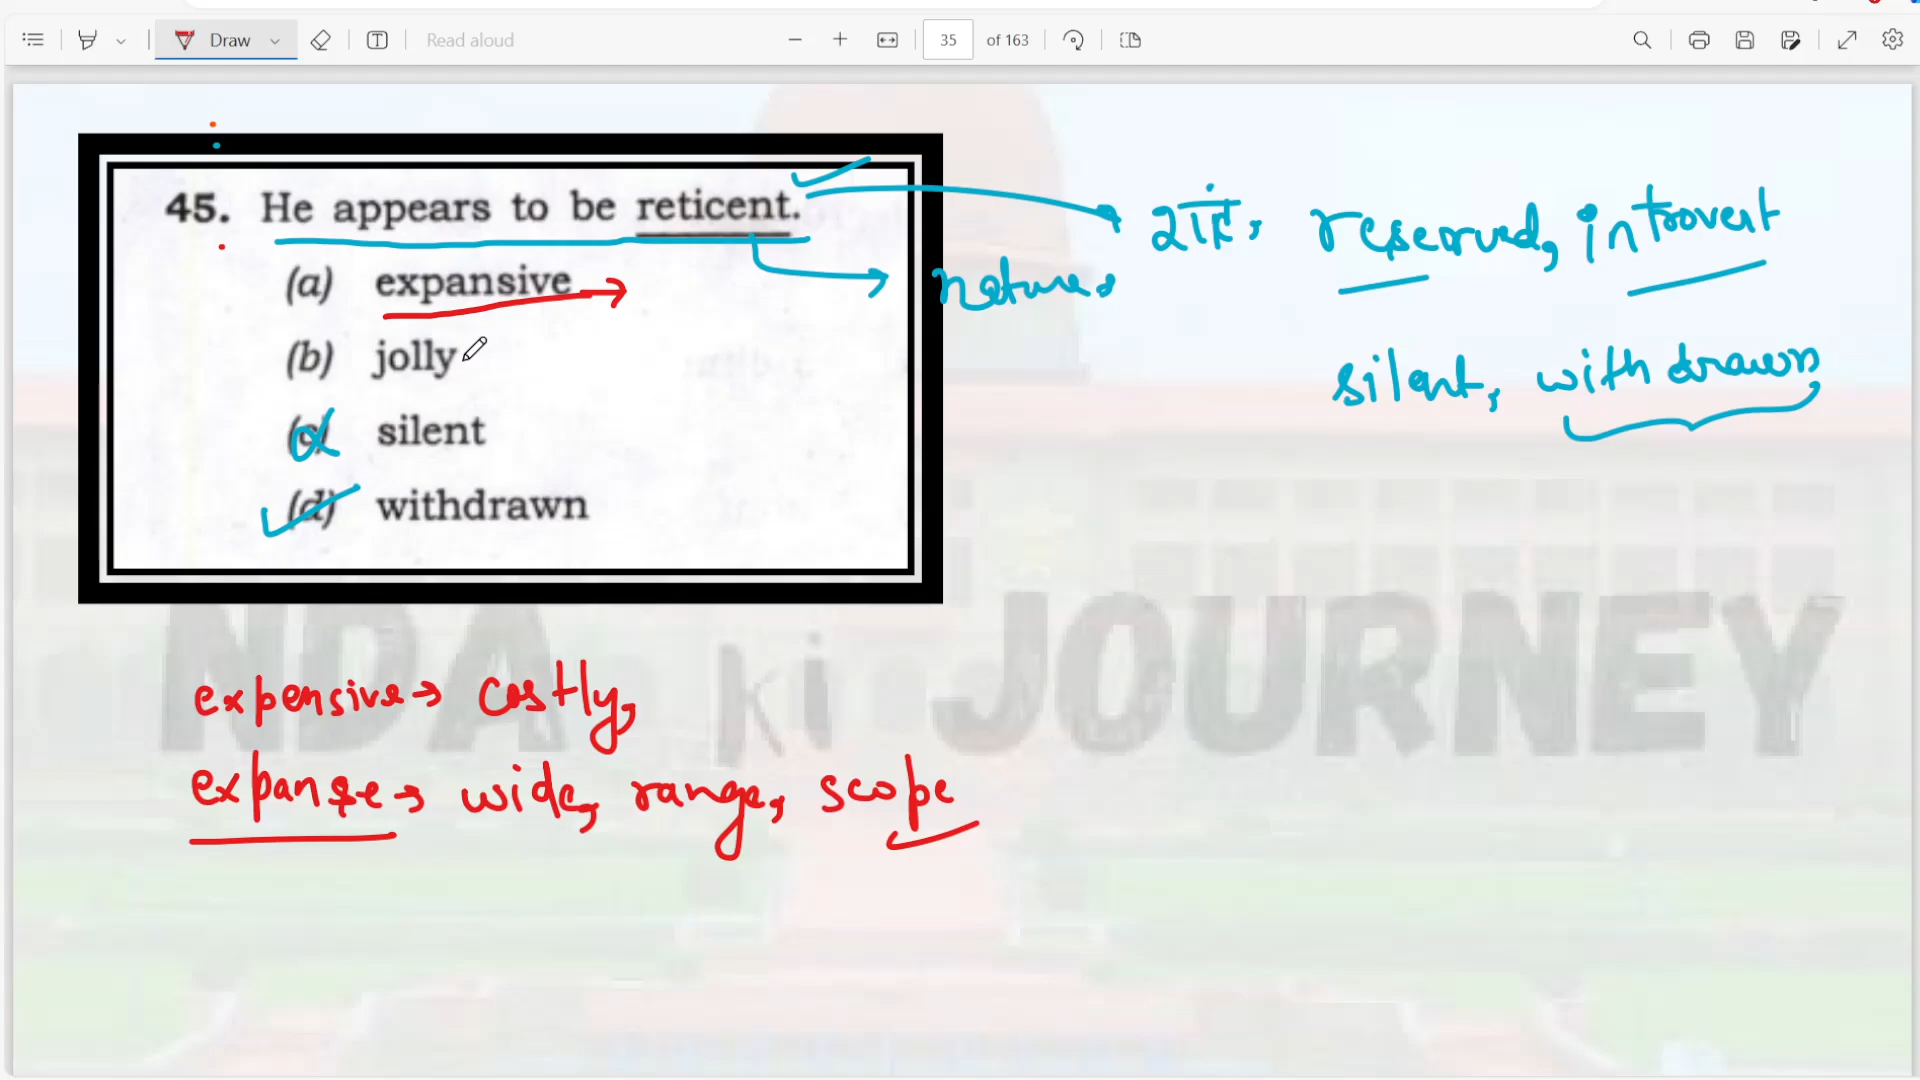 Draw
Read aloud
35 of 163
45. He appears to be reticent.
(a) expansive
(b) jolly
(c) silent
(d) withdrawn
reserved, introvert
nature,
silent, withdrawn
expensive → costly,
expanse → wide, range, scope
NDA ki JOURNEY